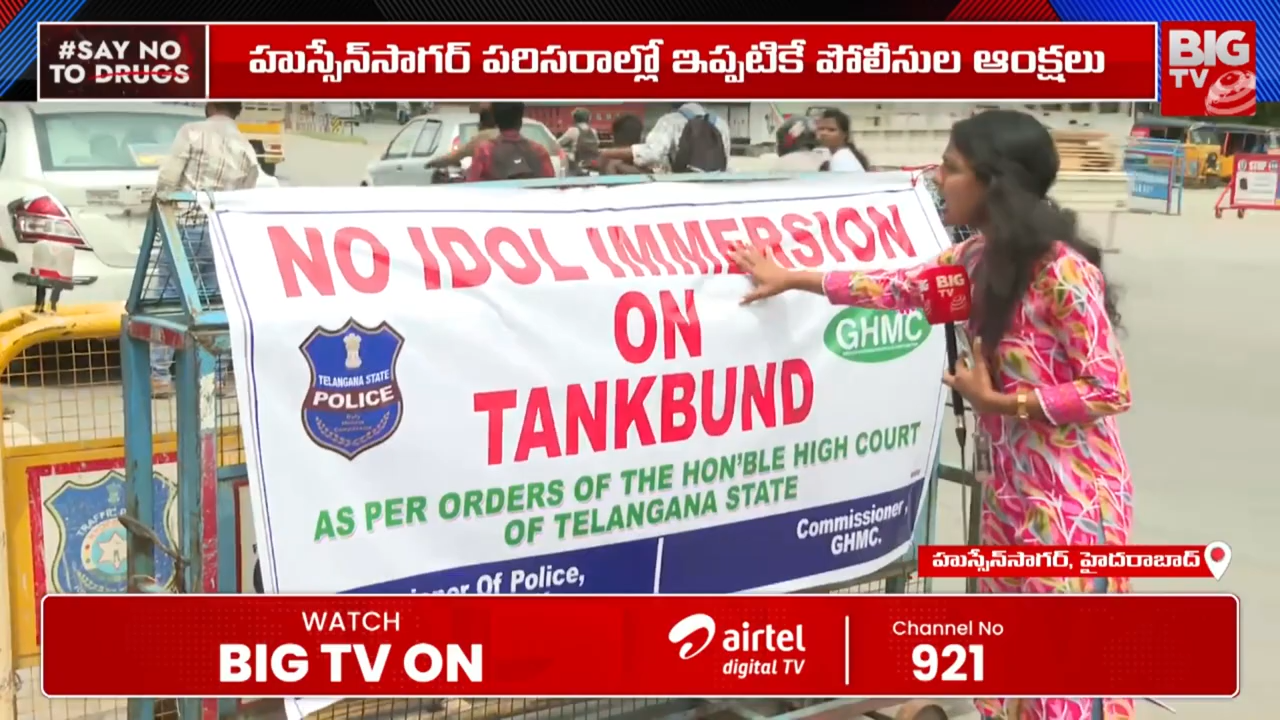 #SAY NO
TO DRUGS
హుస్సేన్‌సాగర్ పరిసరాల్లో ఇప్పటికే పోలీసుల ఆంక్షలు
BIG
TV
NO IDOL IMMERSION
ON
TANKBUND
TELANGANA STATE
POLICE
GHMC
BIG
TV
AS PER ORDERS OF THE HON'BLE HIGH COURT
OF TELANGANA STATE
Of Police,
Commissioner,
GHMC.
హుస్సేన్‌సాగర్, హైదరాబాద్
WATCH
BIG TV ON
airtel
digital TV
Channel No
921